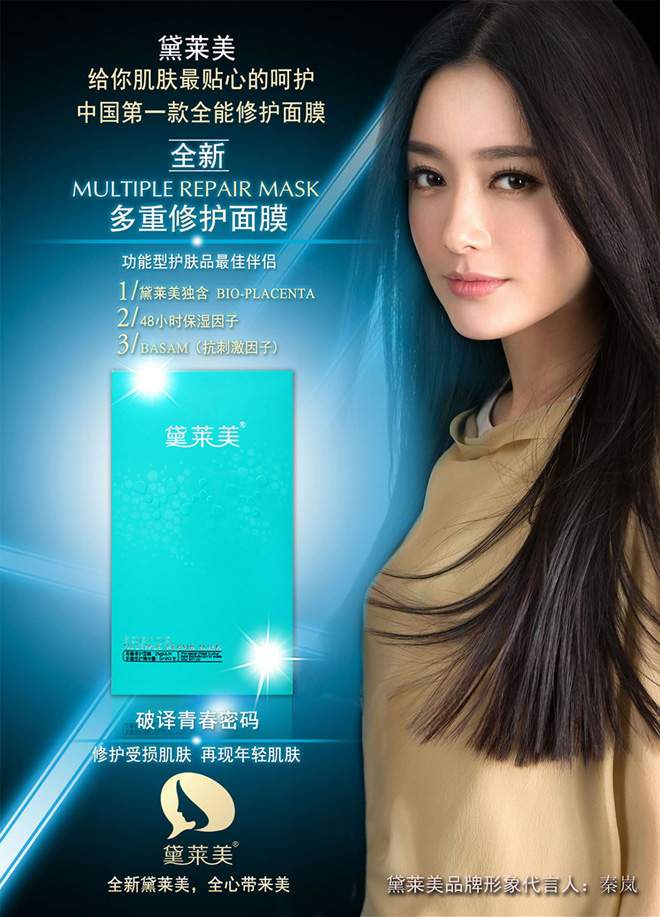 黛莱美
给你肌肤最贴心的呵护
中国第一款全能修护面膜
全新
MULTIPLE REPAIR MASK
多重修护面膜
功能型护肤品最佳伴侣
1/黛莱美独含 BIO-PLACENTA
2/48小时保湿因子
3/BASAM（抗刺激因子）
黛莱美®
MULTIPLE REPAIR MASK
破译青春密码
修护受损肌肤 再现年轻肌肤
黛莱美®
全新黛莱美，全心带来美
黛莱美品牌形象代言人：秦岚